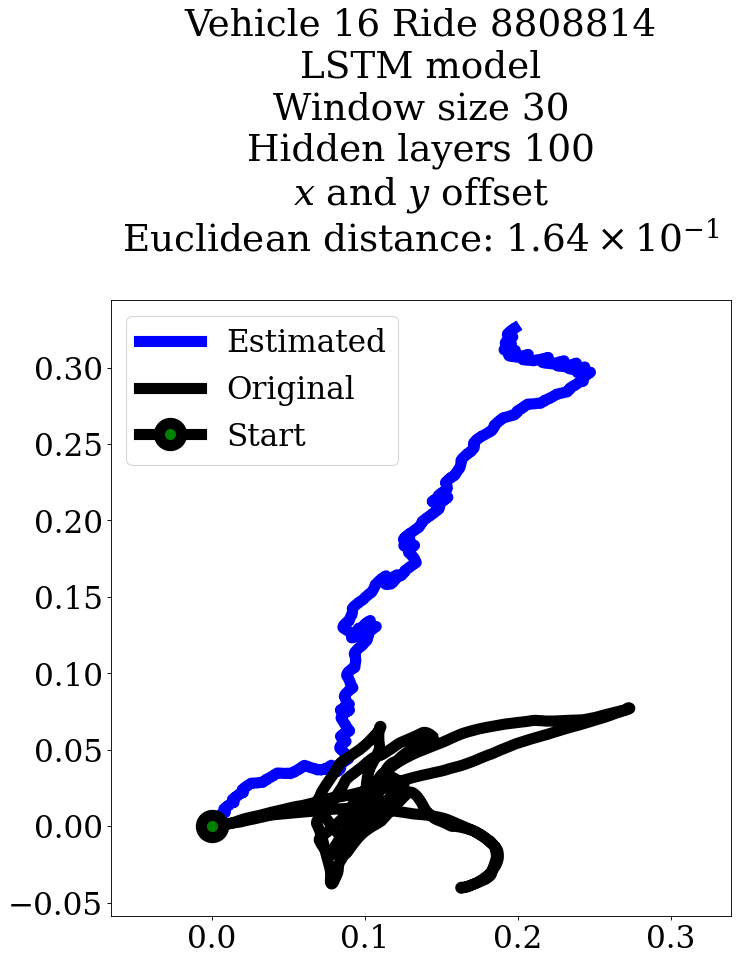 Vehicle 16 Ride 8808814
LSTM model
Window size 30
Hidden layers 100
x and y offset
Euclidean distance: 1.64 × 10⁻¹
Estimated
Original
Start
0.30
0.25
0.20
0.15
0.10
0.05
0.00
−0.05
0.0 0.1 0.2 0.3